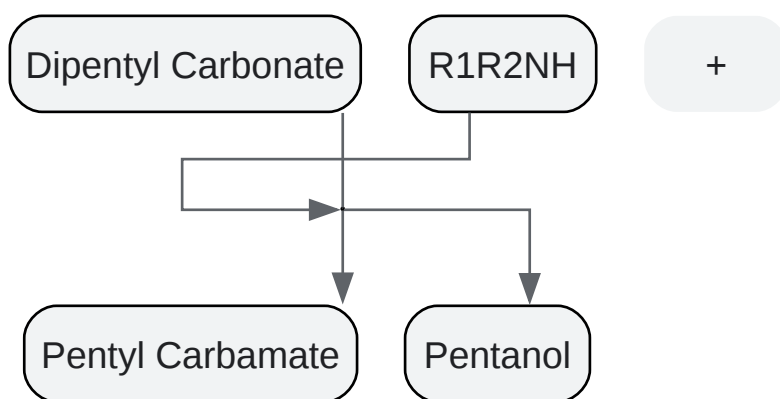 Dipentyl Carbonate
R1R2NH
+
Pentyl Carbamate
Pentanol